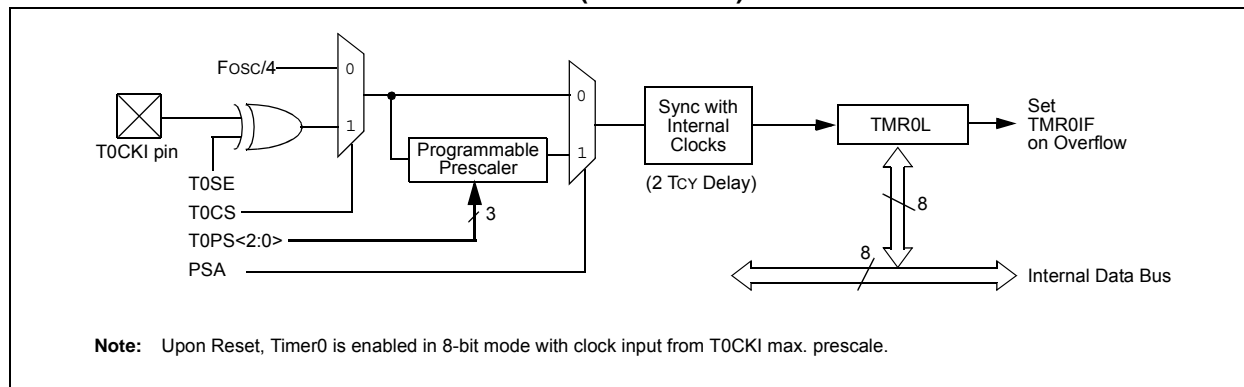 FOSC/4
0
1
T0CKI pin
T0SE
T0CS
T0PS<2:0>
PSA
Programmable
Prescaler
3
0
1
Sync with
Internal
Clocks
(2 TCY Delay)
TMR0L
Set
TMR0IF
on Overflow
8
8
Internal Data Bus
Note: Upon Reset, Timer0 is enabled in 8-bit mode with clock input from T0CKI max. prescale.